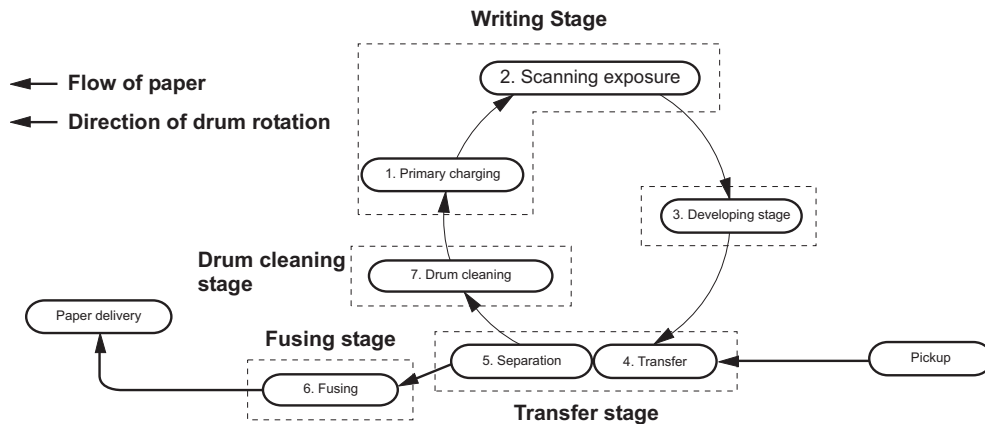 Writing Stage
2. Scanning exposure
Flow of paper
Direction of drum rotation
1. Primary charging
3. Developing stage
Drum cleaning
stage
7. Drum cleaning
Paper delivery
Fusing stage
5. Separation
4. Transfer
Pickup
6. Fusing
Transfer stage